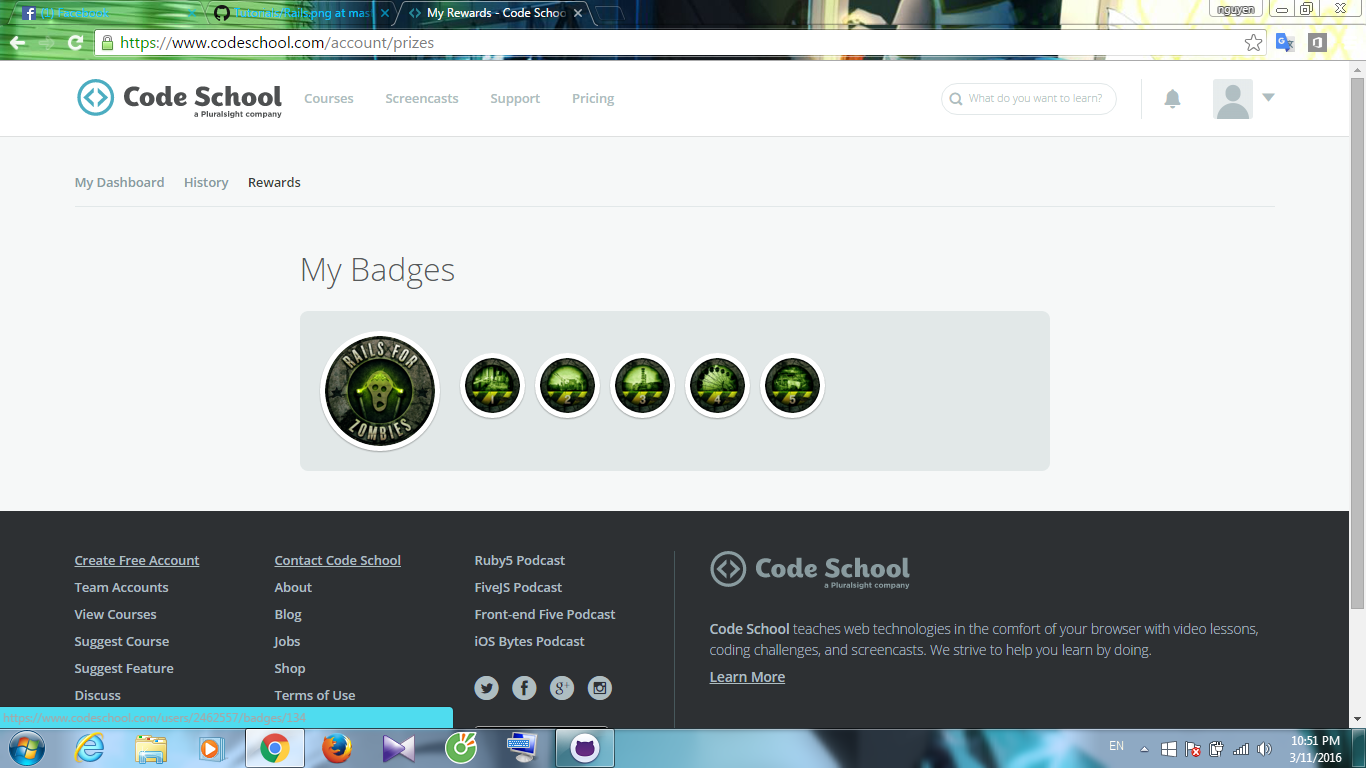 (1) Facebook
Tutorials/Rails.png at mas
My Rewards - Code Schoo
nguyen
https://www.codeschool.com/account/prizes
Code School
a Pluralsight company
Courses
Screencasts
Support
Pricing
What do you want to learn?
My Dashboard
History
Rewards
My Badges
RAILS FOR
ZOMBIES
1
2
3
4
5
Create Free Account
Team Accounts
View Courses
Suggest Course
Suggest Feature
Discuss
Contact Code School
About
Blog
Jobs
Shop
Terms of Use
Ruby5 Podcast
FiveJS Podcast
Front-end Five Podcast
iOS Bytes Podcast
Code School
a Pluralsight company
Code School teaches web technologies in the comfort of your browser with video lessons,
coding challenges, and screencasts. We strive to help you learn by doing.
Learn More
https://www.codeschool.com/users/2462557/badges/134
EN
10:51 PM
3/11/2016